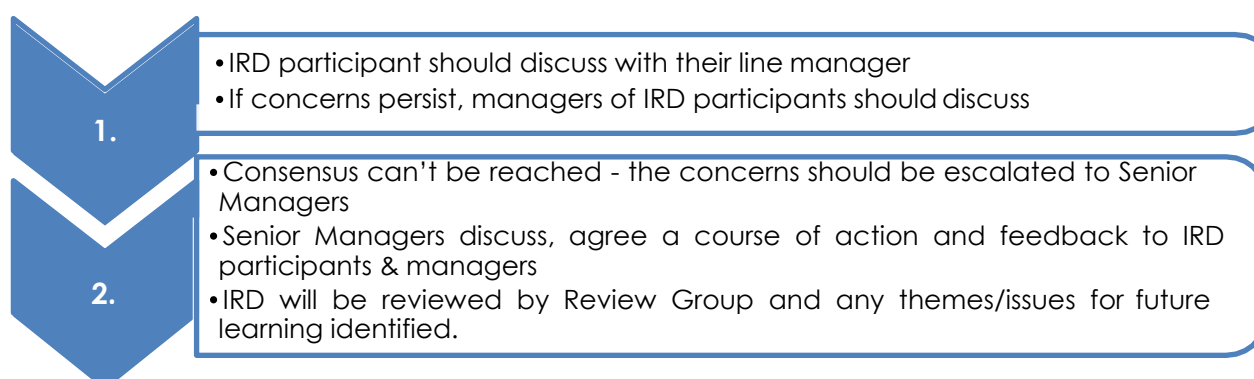 1.
•IRD participant should discuss with their line manager
•If concerns persist, managers of IRD participants should discuss
2.
•Consensus can’t be reached - the concerns should be escalated to Senior
Managers
•Senior Managers discuss, agree a course of action and feedback to IRD
participants & managers
•IRD will be reviewed by Review Group and any themes/issues for future
learning identified.